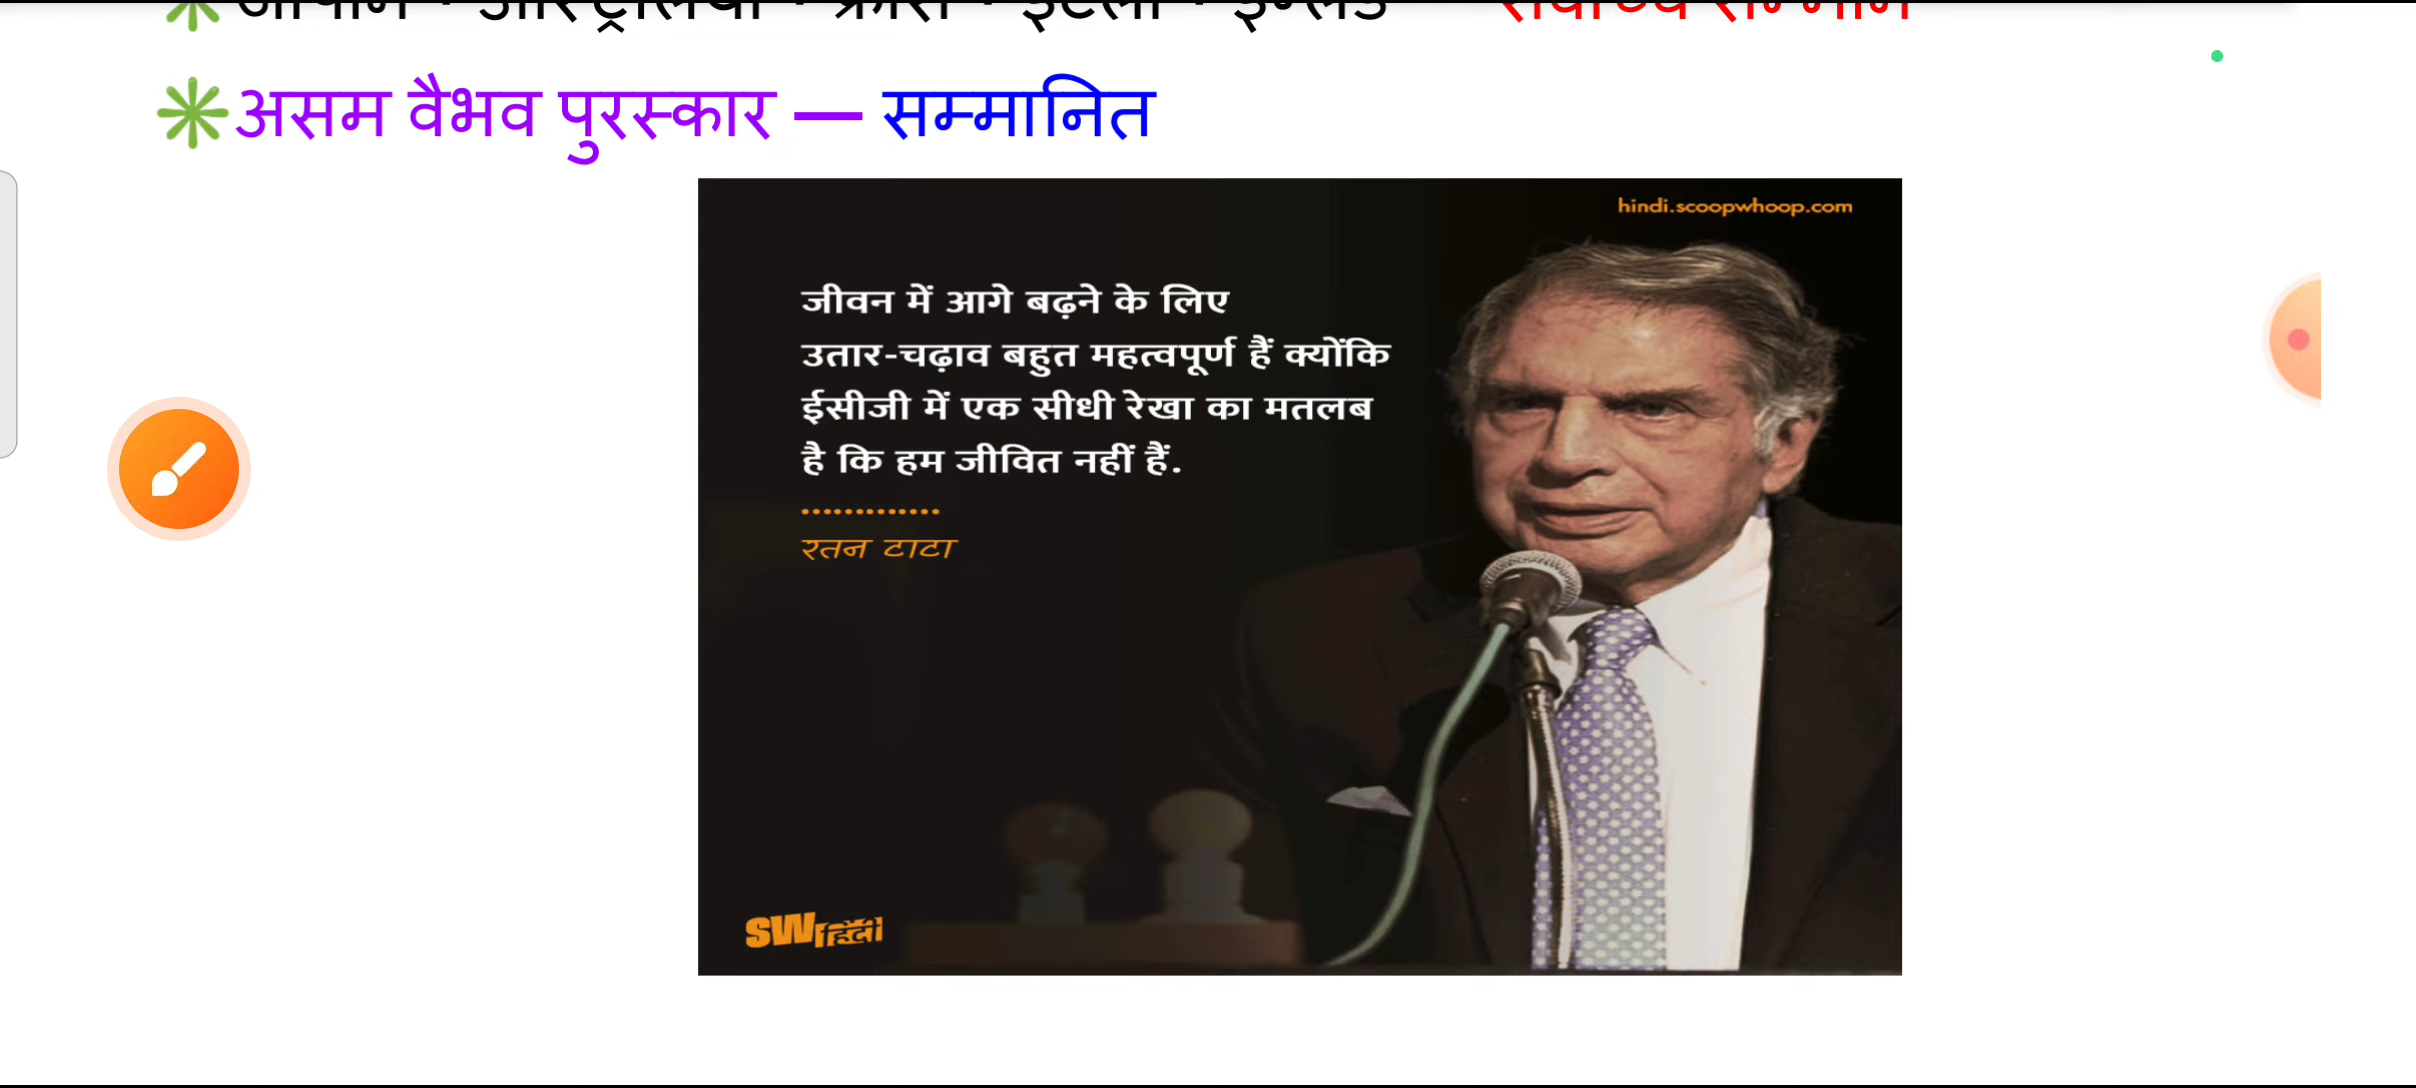 असम वैभव पुरस्कार — सम्मानित
hindi.scoopwhoop.com
जीवन में आगे बढ़ने के लिए
उतार-चढ़ाव बहुत महत्वपूर्ण हैं क्योंकि
ईसीजी में एक सीधी रेखा का मतलब
है कि हम जीवित नहीं हैं.
रतन टाटा
SW हिंदी